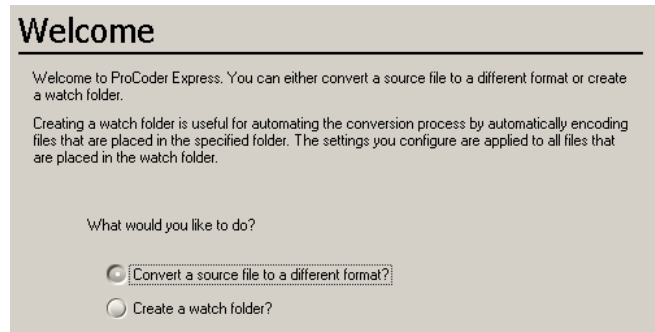 Welcome
Welcome to ProCoder Express. You can either convert a source file to a different format or create
a watch folder.
Creating a watch folder is useful for automating the conversion process by automatically encoding
files that are placed in the specified folder. The settings you configure are applied to all files that
are placed in the watch folder.
What would you like to do?
Convert a source file to a different format?
Create a watch folder?